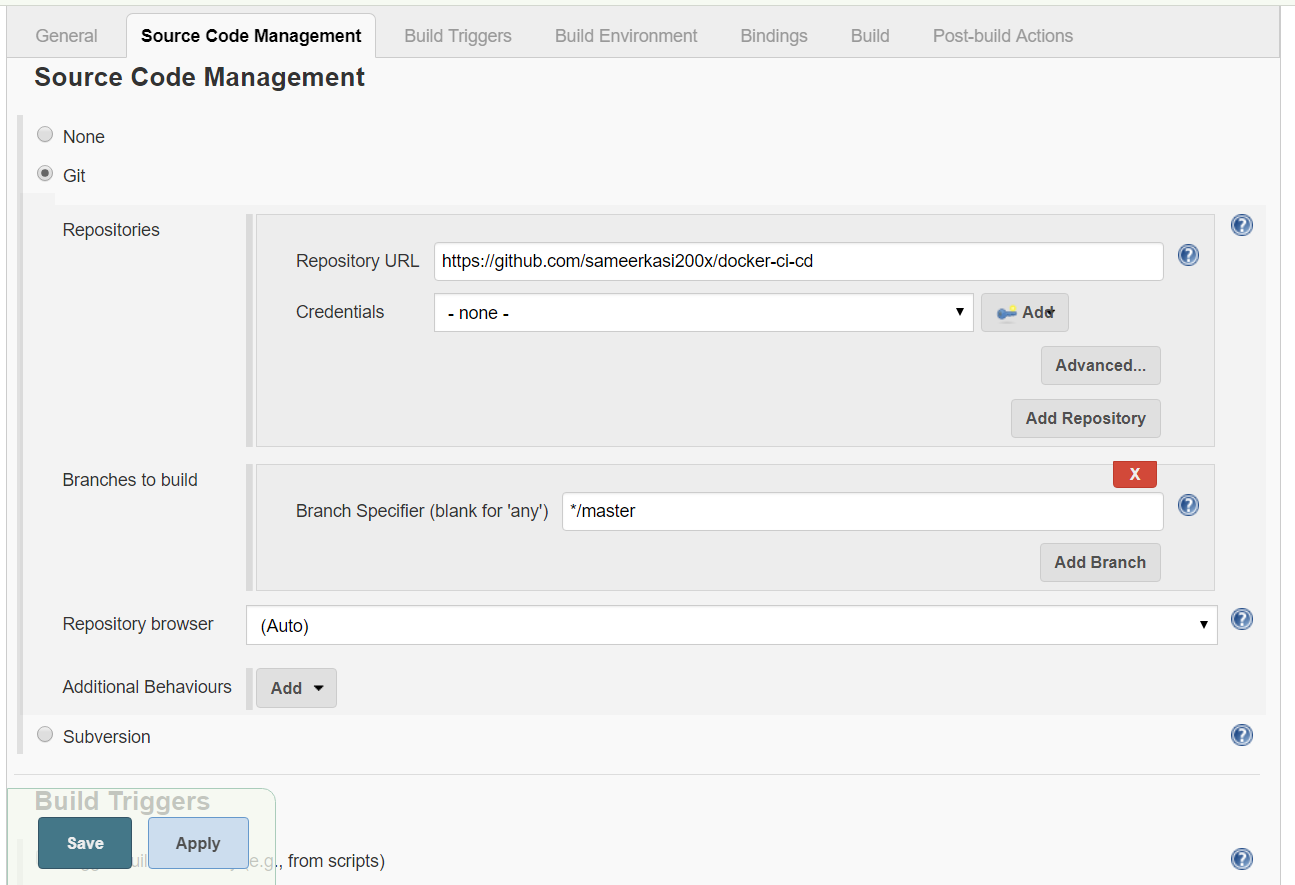 General Source Code Management Build Triggers Build Environment Bindings Build Post-build Actions
Source Code Management
None
Git
Repositories
Repository URL https://github.com/sameerkasi200x/docker-ci-cd
Credentials - none - Add
Advanced...
Add Repository
Branches to build
X
Branch Specifier (blank for 'any') */master
Add Branch
Repository browser (Auto)
Additional Behaviours Add
Subversion
Build Triggers
Save Apply
(e.g., from scripts)